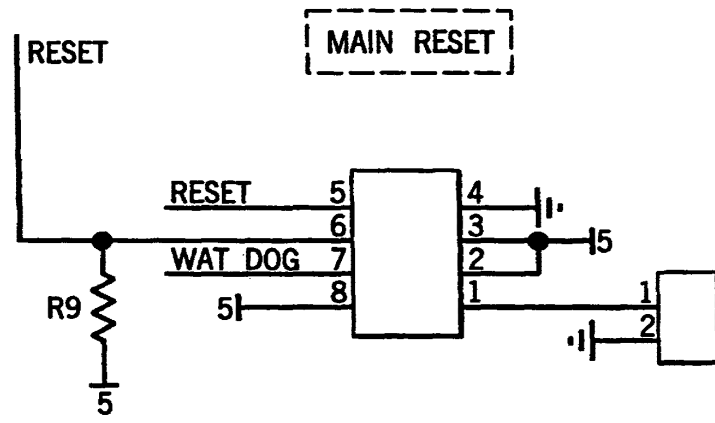 RESET
MAIN RESET
RESET 5 4
6 3 5
WAT DOG 7 2
5 8 1 1
R9 2
5